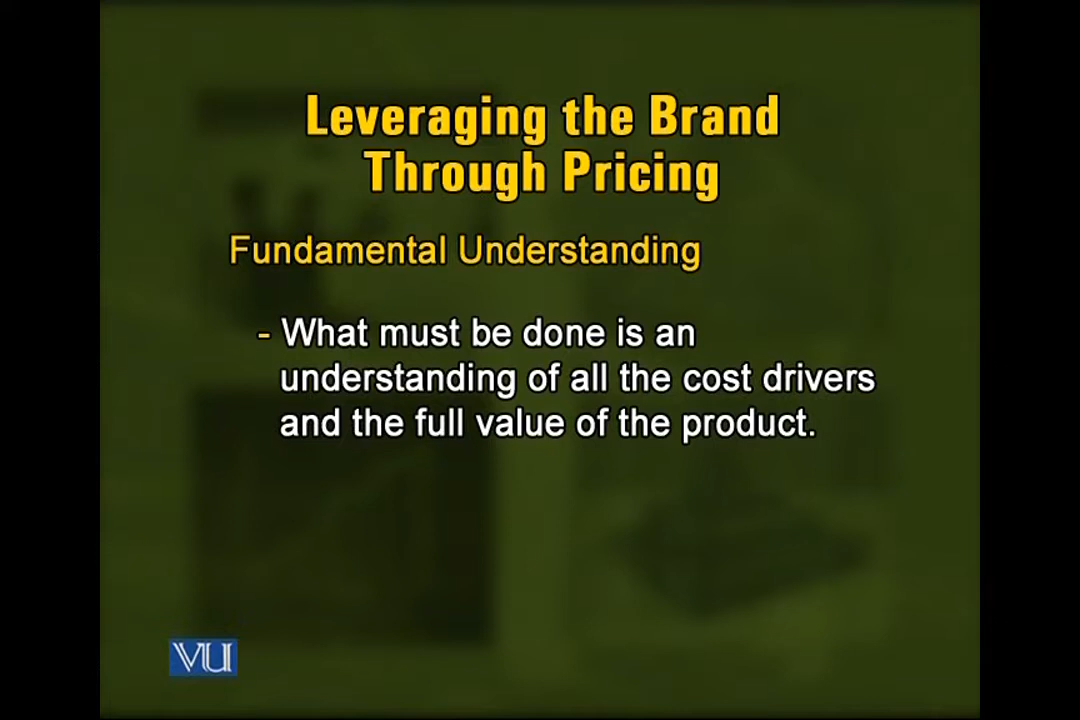 Leveraging the Brand
Through Pricing
Fundamental Understanding
- What must be done is an
understanding of all the cost drivers
and the full value of the product.
VU